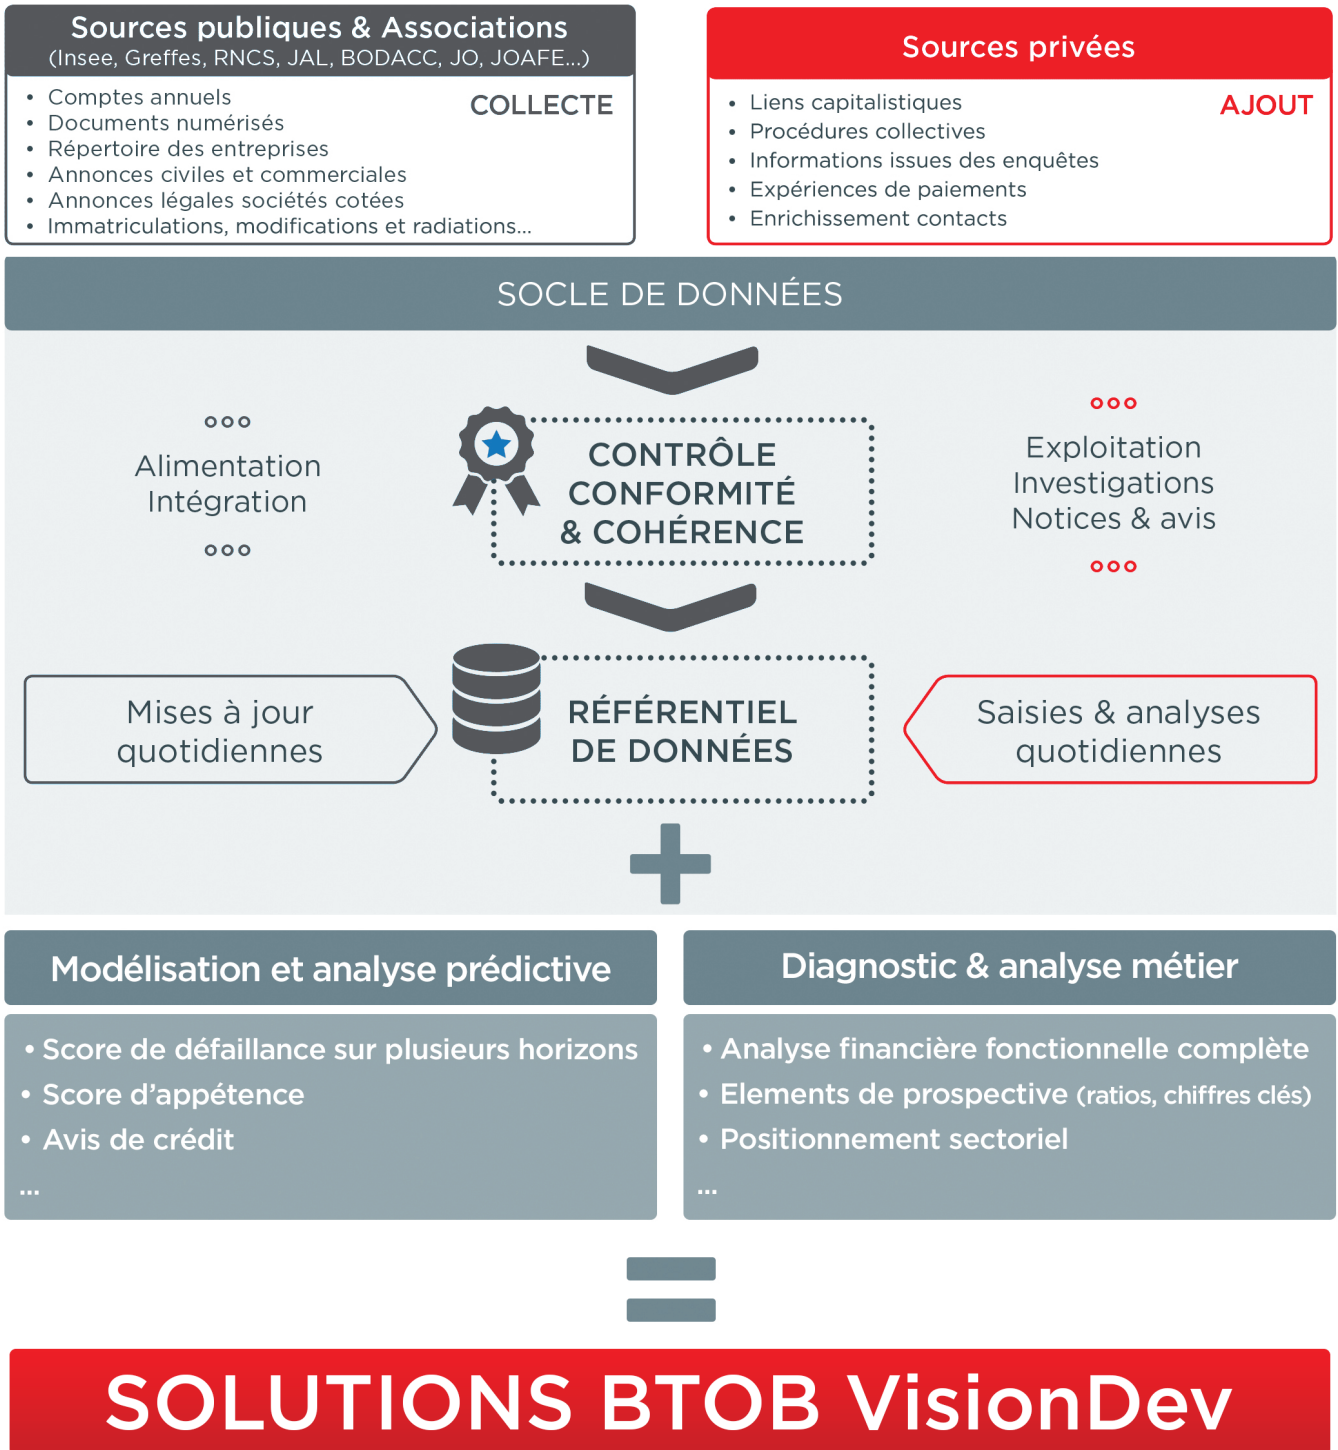 Sources publiques & Associations
(Insee, Greffes, RNCS, JAL, BODACC, JO, JOAFE...)
COLLECTE
• Comptes annuels
• Documents numérisés
• Répertoire des entreprises
• Annonces civiles et commerciales
• Annonces légales sociétés cotées
• Immatriculations, modifications et radiations...
Sources privées
AJOUT
• Liens capitalistiques
• Procédures collectives
• Informations issues des enquêtes
• Expériences de paiements
• Enrichissement contacts
SOCLE DE DONNÉES
Alimentation
Intégration
CONTRÔLE
CONFORMITÉ
& COHÉRENCE
Exploitation
Investigations
Notices & avis
Mises à jour
quotidiennes
RÉFÉRENTIEL
DE DONNÉES
Saisies & analyses
quotidiennes
+
Modélisation et analyse prédictive
• Score de défaillance sur plusieurs horizons
• Score d’appétence
• Avis de crédit
...
Diagnostic & analyse métier
• Analyse financière fonctionnelle complète
• Elements de prospective (ratios, chiffres clés)
• Positionnement sectoriel
...
=
SOLUTIONS BTOB VisionDev